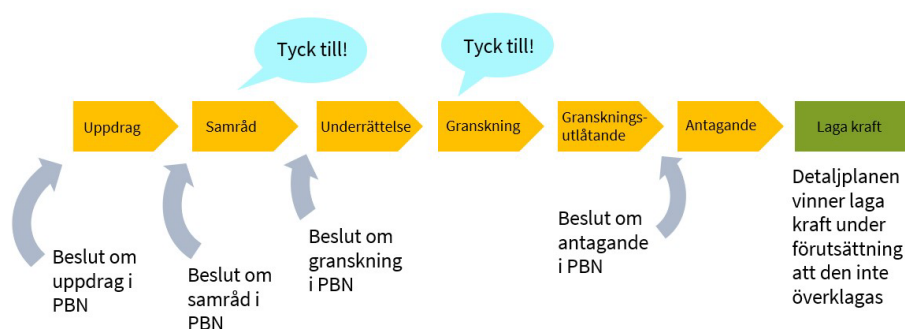 Tyck till!
Tyck till!
Uppdrag
Samråd
Underrättelse
Granskning
Gransknings-
utlåtande
Antagande
Laga kraft
Beslut om
uppdrag i
PBN
Beslut om
samråd i
PBN
Beslut om
granskning
i PBN
Beslut om
antagande
i PBN
Detaljplanen
vinner laga
kraft under
förutsättning
att den inte
överklagas